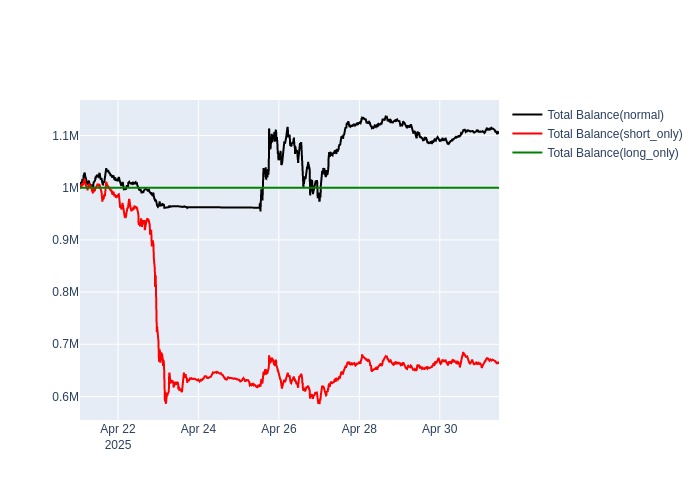 Total Balance(normal)
Total Balance(short_only)
Total Balance(long_only)
1.1M
1M
0.9M
0.8M
0.7M
0.6M
Apr 22
2025
Apr 24
Apr 26
Apr 28
Apr 30